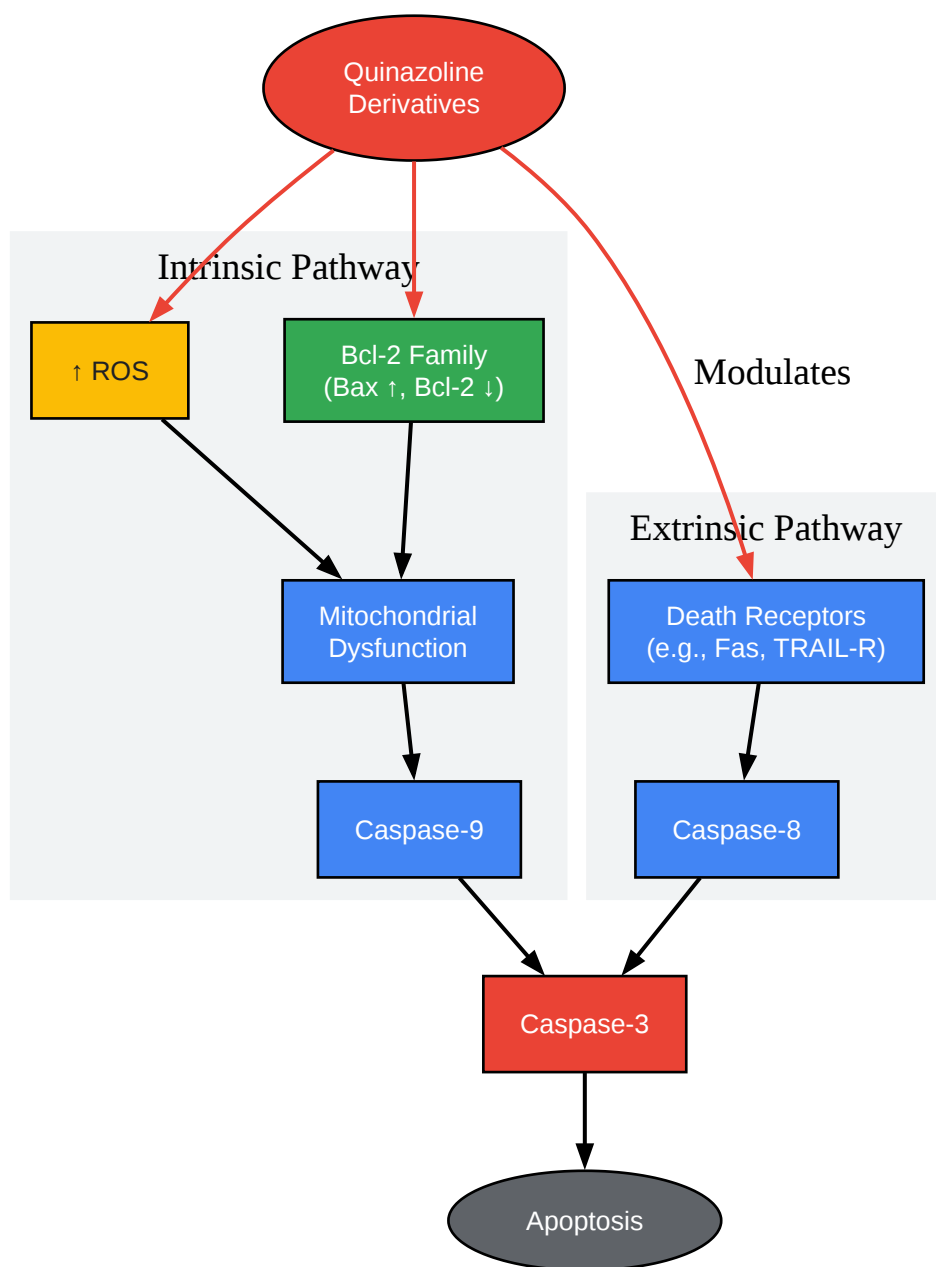 Quinazoline
Derivatives
Intrinsic Pathway
↑ ROS
Bcl-2 Family
(Bax ↑, Bcl-2 ↓)
Modulates
Extrinsic Pathway
Mitochondrial
Dysfunction
Death Receptors
(e.g., Fas, TRAIL-R)
Caspase-9
Caspase-8
Caspase-3
Apoptosis